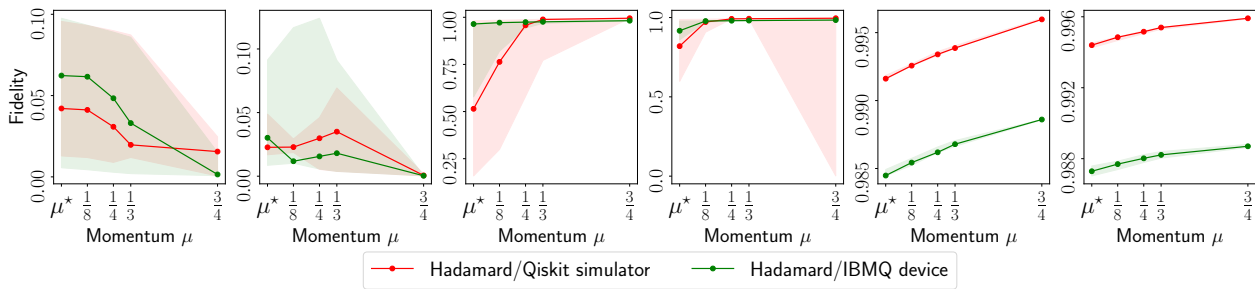 Fidelity
0.00
0.05
0.10
μ⋆ 1/8 1/4 1/3 3/4
Momentum μ
0.00
0.05
0.10
μ⋆ 1/8 1/4 1/3 3/4
Momentum μ
0.25
0.50
0.75
1.00
μ⋆ 1/8 1/4 1/3 3/4
Momentum μ
0.0
0.5
1.0
μ⋆ 1/8 1/4 1/3 3/4
Momentum μ
0.985
0.990
0.995
μ⋆ 1/8 1/4 1/3 3/4
Momentum μ
0.988
0.992
0.996
μ⋆ 1/8 1/4 1/3 3/4
Momentum μ
Hadamard/Qiskit simulator
Hadamard/IBMQ device